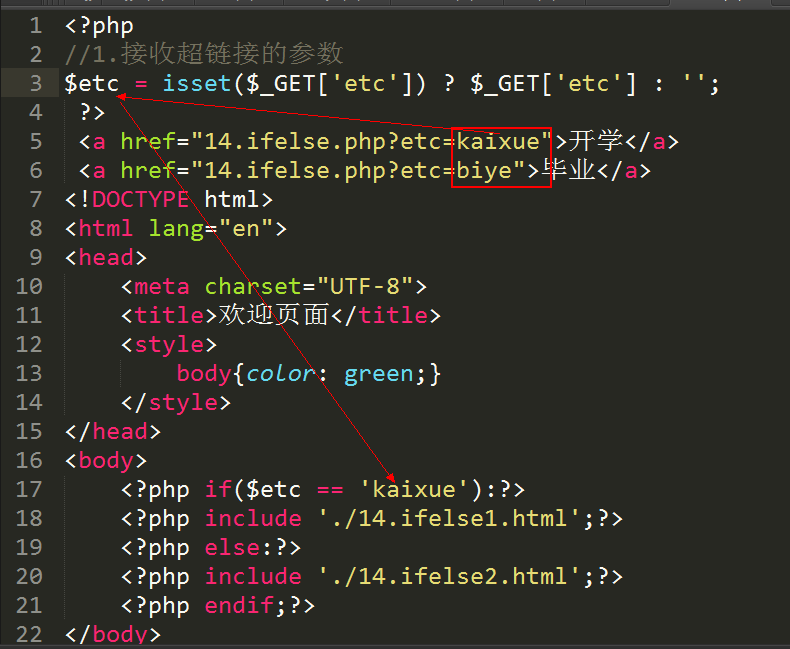 1 <?php
2 //1.接收超链接的参数
3 $etc = isset($_GET['etc']) ? $_GET['etc'] : '';
4 ?>
5 <a href="14.ifelse.php?etc=kaixue">开学</a>
6 <a href="14.ifelse.php?etc=biye">毕业</a>
7 <!DOCTYPE html>
8 <html lang="en">
9 <head>
10 <meta charset="UTF-8">
11 <title>欢迎页面</title>
12 <style>
13 body{color: green;}
14 </style>
15 </head>
16 <body>
17 <?php if($etc == 'kaixue'):?>
18 <?php include './14.ifelse1.html';?>
19 <?php else:?>
20 <?php include './14.ifelse2.html';?>
21 <?php endif;?>
22 </body>